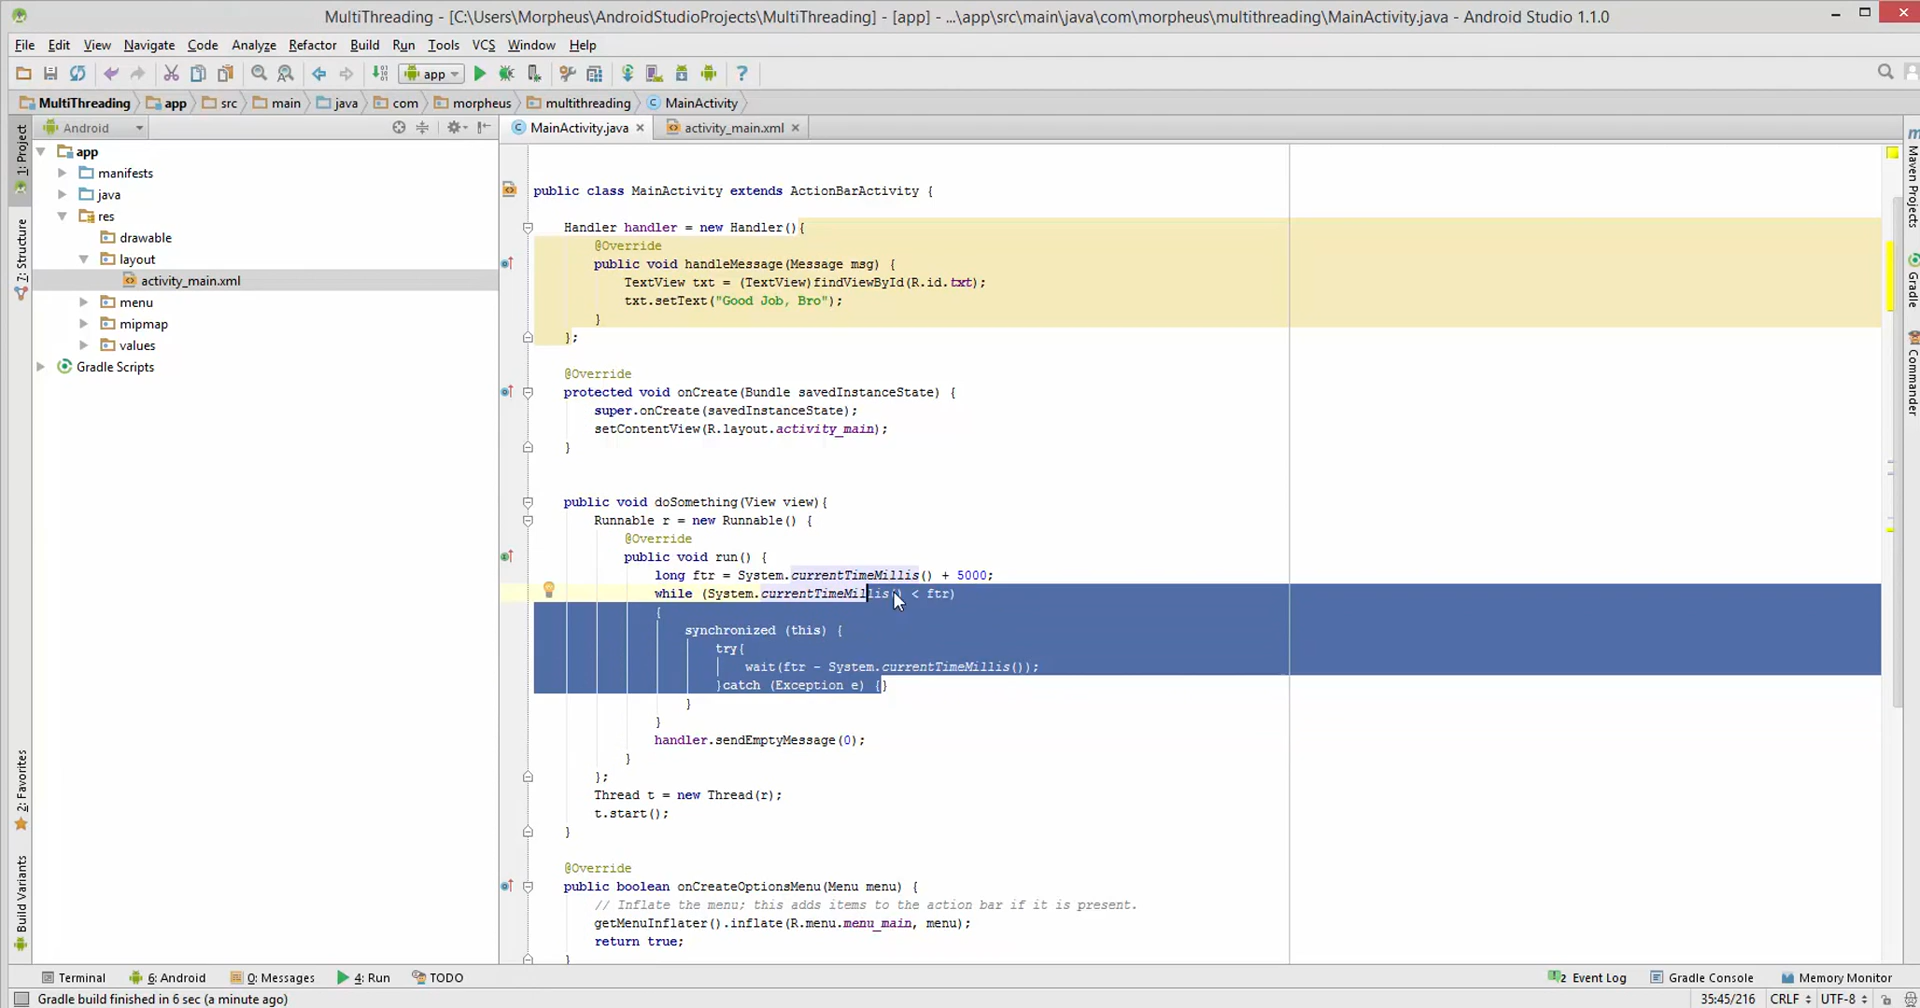 MultiThreading - [C:\Users\Morpheus\AndroidStudioProjects\MultiThreading] - [app] - ...\app\src\main\java\com\morpheus\multithreading\MainActivity.java - Android Studio 1.1.0
File Edit View Navigate Code Analyze Refactor Build Run Tools VCS Window Help
app
MultiThreading app src main java com morpheus multithreading MainActivity
Android
MainActivity.java activity_main.xml
1: Project
7: Structure
2: Favorites
Build Variants
app
manifests
java
res
drawable
layout
activity_main.xml
menu
mipmap
values
Gradle Scripts
public class MainActivity extends ActionBarActivity {
Handler handler = new Handler(){
@Override
public void handleMessage(Message msg) {
TextView txt = (TextView)findViewById(R.id.txt);
txt.setText("Good Job, Bro");
}
};
@Override
protected void onCreate(Bundle savedInstanceState) {
super.onCreate(savedInstanceState);
setContentView(R.layout.activity_main);
}
public void doSomething(View view){
Runnable r = new Runnable() {
@Override
public void run() {
long ftr = System.currentTimeMillis() + 5000;
while (System.currentTimeMillis() < ftr)
{
synchronized (this) {
try{
wait(ftr - System.currentTimeMillis());
}catch (Exception e) {}
}
}
handler.sendEmptyMessage(0);
}
};
Thread t = new Thread(r);
t.start();
}
@Override
public boolean onCreateOptionsMenu(Menu menu) {
// Inflate the menu; this adds items to the action bar if it is present.
getMenuInflater().inflate(R.menu.menu_main, menu);
return true;
}
Maven Projects
Gradle
Commander
Terminal 6: Android 0: Messages 4: Run TODO 2 Event Log Gradle Console Memory Monitor
Gradle build finished in 6 sec (a minute ago) 35:45/216 CRLF UTF-8